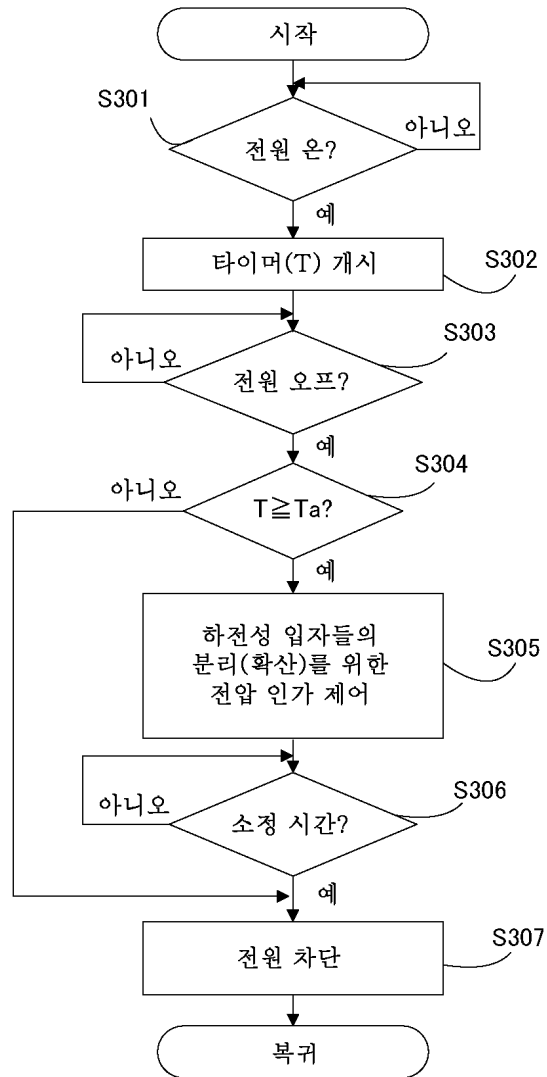 시작
S301
전원 온?
아니오
예
타이머(T) 개시
S302
아니오
전원 오프?
S303
예
아니오
T≧Ta?
S304
예
하전성 입자들의
분리(확산)를 위한
전압 인가 제어
S305
아니오
소정 시간?
S306
예
전원 차단
S307
복귀